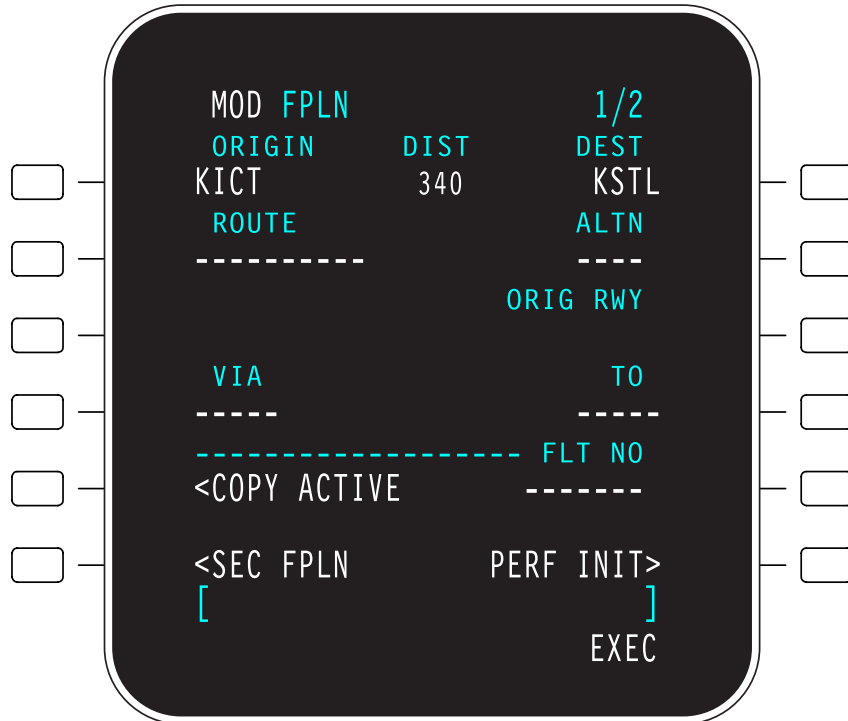 MOD FPLN 1/2
ORIGIN DIST DEST
KICT 340 KSTL
ROUTE ALTN
---------- ----
ORIG RWY
VIA TO
----- -----
------------------- FLT NO
<COPY ACTIVE -------
<SEC FPLN PERF INIT>
[ ]
EXEC